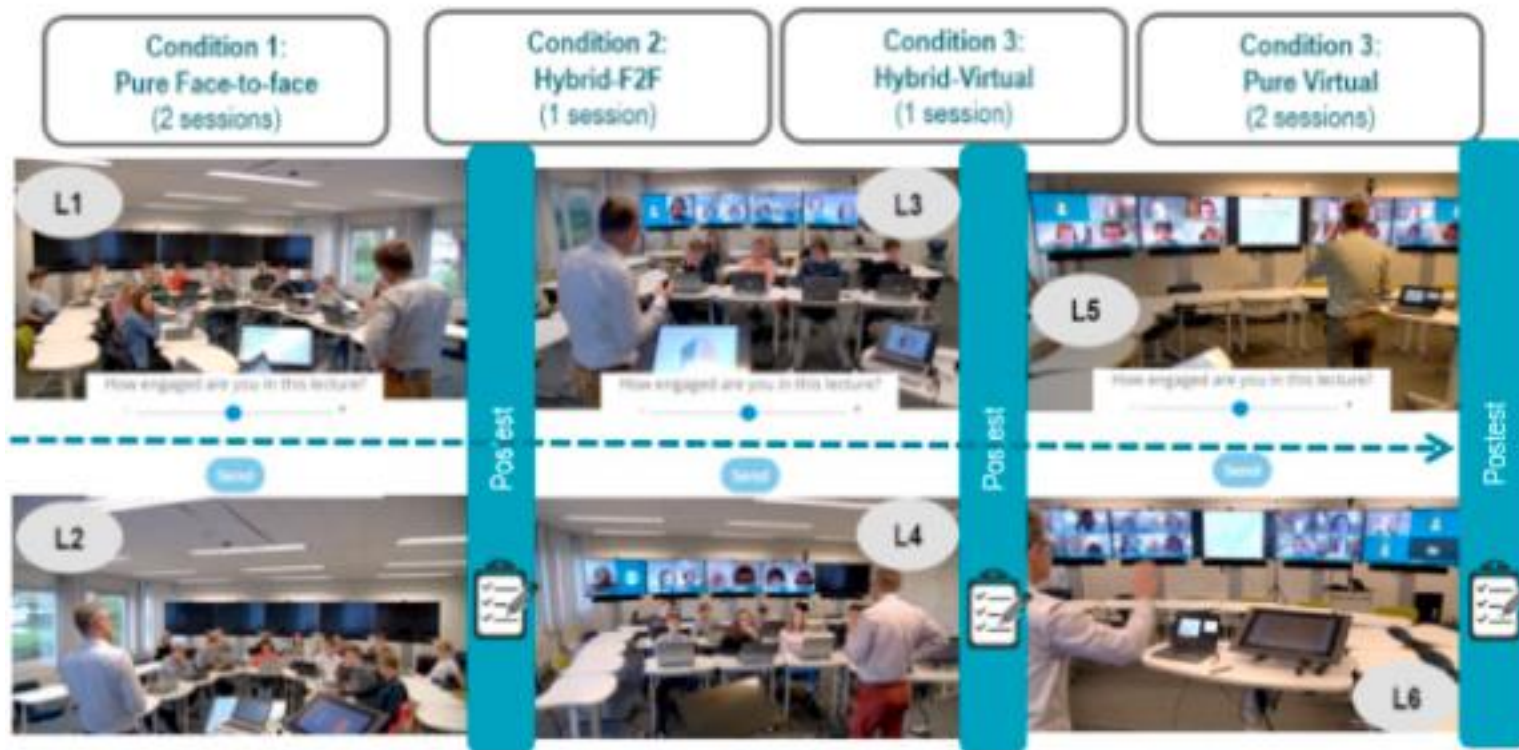 Condition 1:
Pure Face-to-face
(2 sessions)
Condition 2:
Hybrid-F2F
(1 session)
Condition 3:
Hybrid-Virtual
(1 session)
Condition 3:
Pure Virtual
(2 sessions)
L1
L3
L5
How engaged are you in this lecture?
How engaged are you in this lecture?
How engaged are you in this lecture?
- +
- +
- +
Pos est
Pos est
Postest
Send
Send
Send
L2
L4
L6